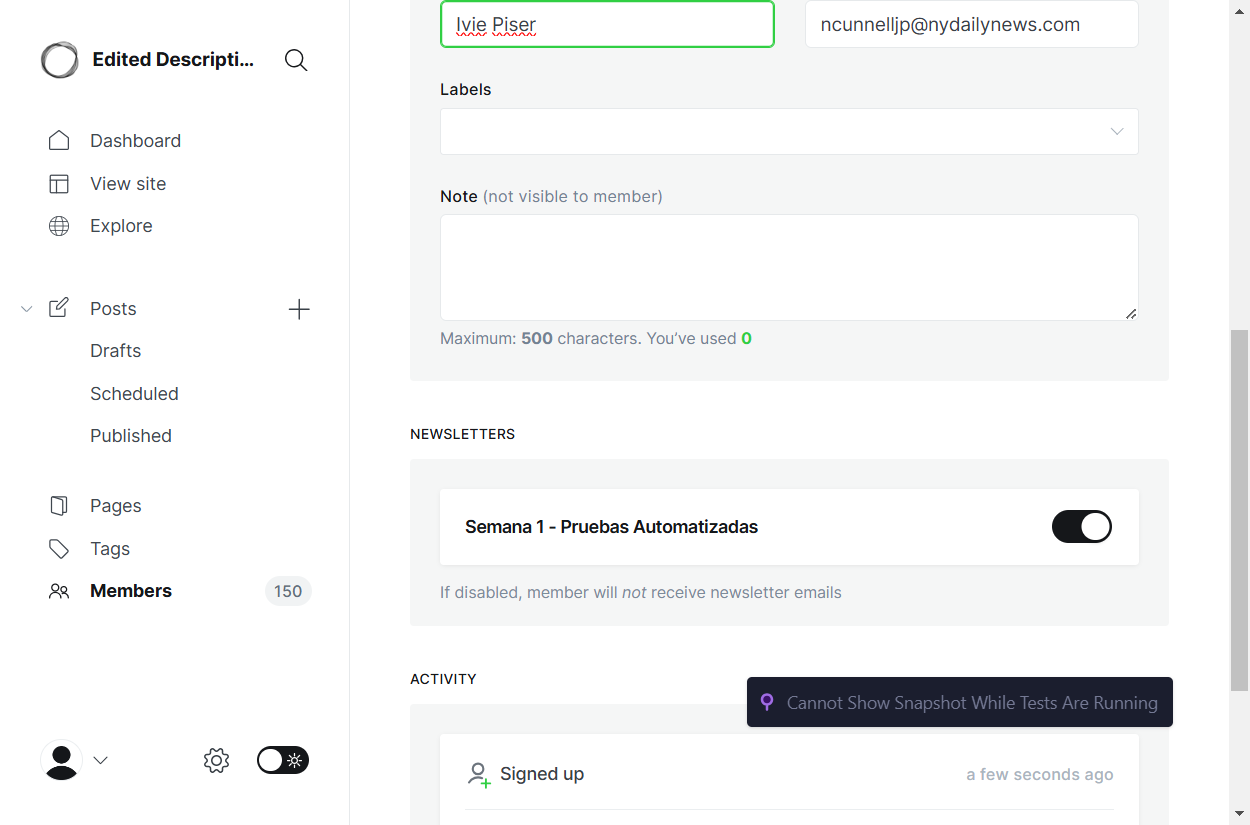 Edited Descripti...
Dashboard
View site
Explore
Posts
Drafts
Scheduled
Published
Pages
Tags
Members 150
Ivie Piser
ncunnelljp@nydailynews.com
Labels
Note (not visible to member)
Maximum: 500 characters. You’ve used 0
NEWSLETTERS
Semana 1 - Pruebas Automatizadas
If disabled, member will not receive newsletter emails
ACTIVITY
Cannot Show Snapshot While Tests Are Running
Signed up a few seconds ago